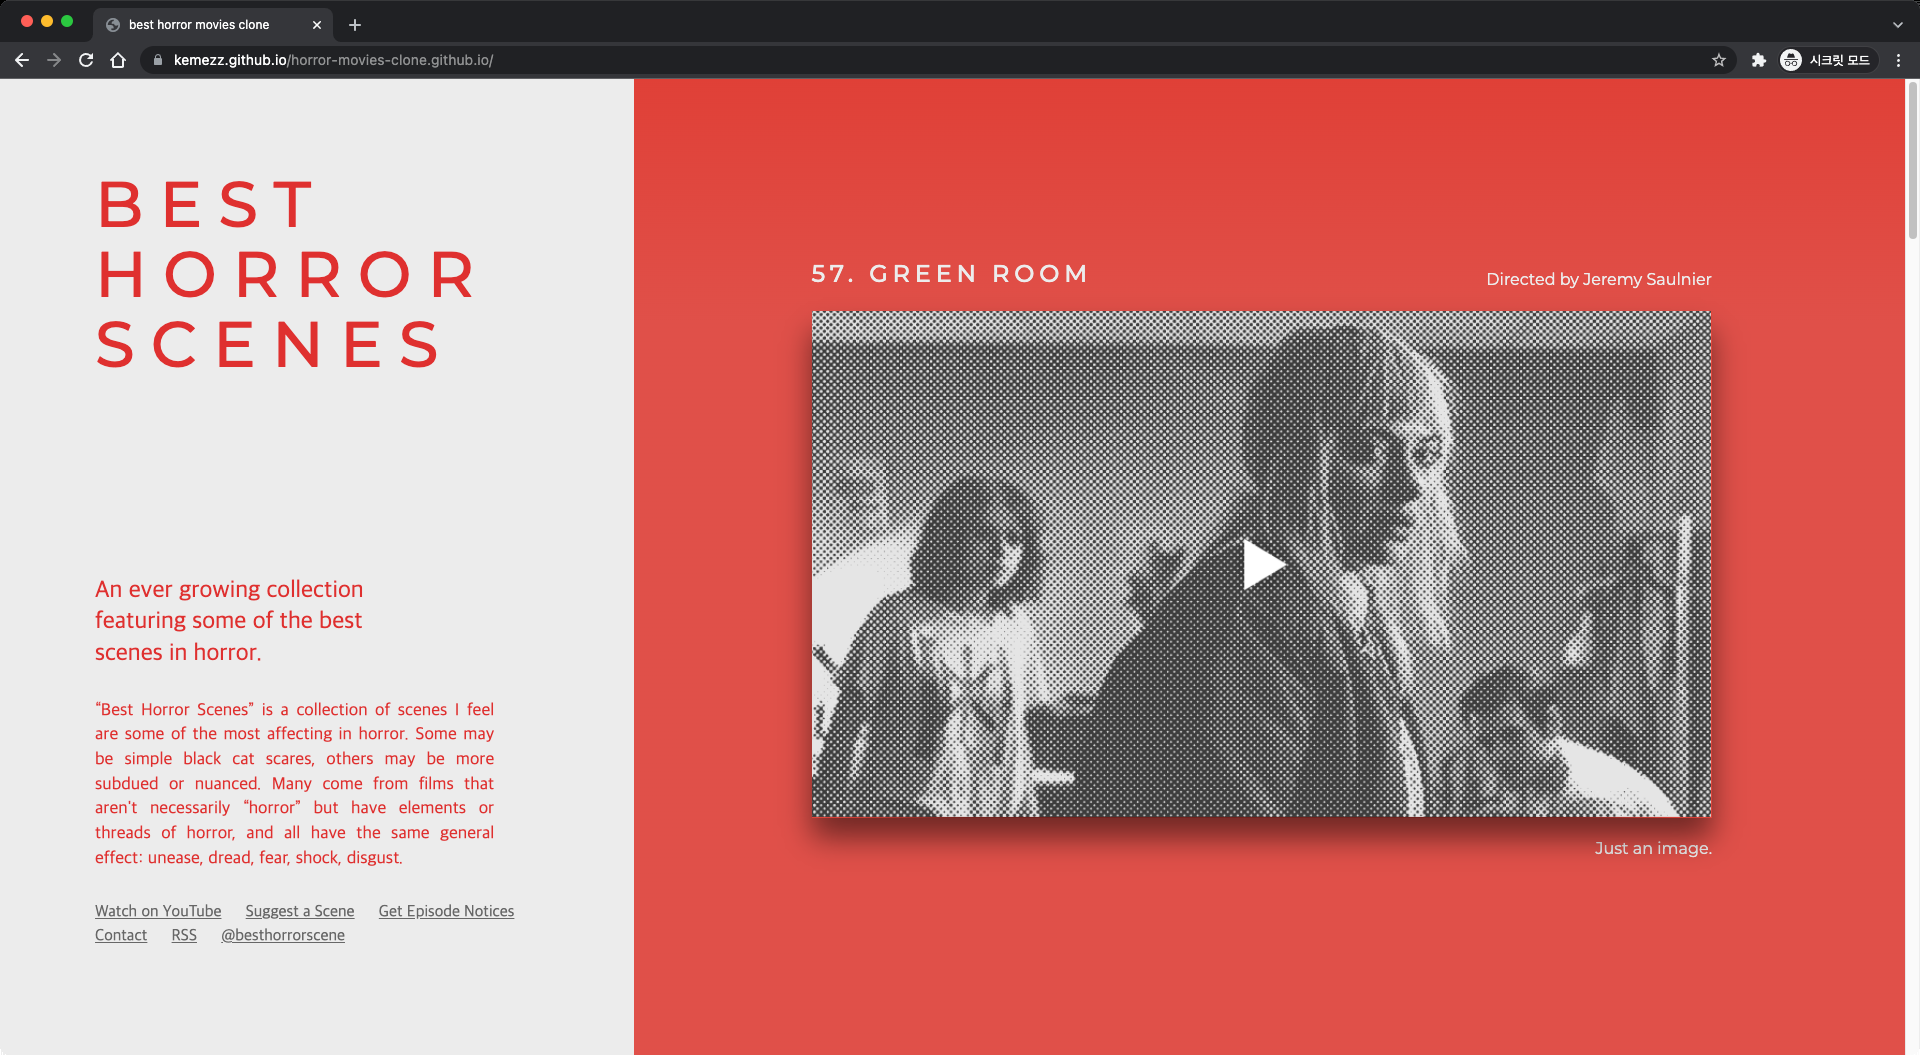 best horror movies clone
kemezz.github.io/horror-movies-clone.github.io/
시크릿 모드
BEST
HORROR
SCENES
An ever growing collection
featuring some of the best
scenes in horror.
“Best Horror Scenes” is a collection of scenes I feel
are some of the most affecting in horror. Some may
be simple black cat scares, others may be more
subdued or nuanced. Many come from films that
aren't necessarily “horror” but have elements or
threads of horror, and all have the same general
effect: unease, dread, fear, shock, disgust.
Watch on YouTube Suggest a Scene Get Episode Notices
Contact RSS @besthorrorscene
57. GREEN ROOM
Directed by Jeremy Saulnier
Just an image.